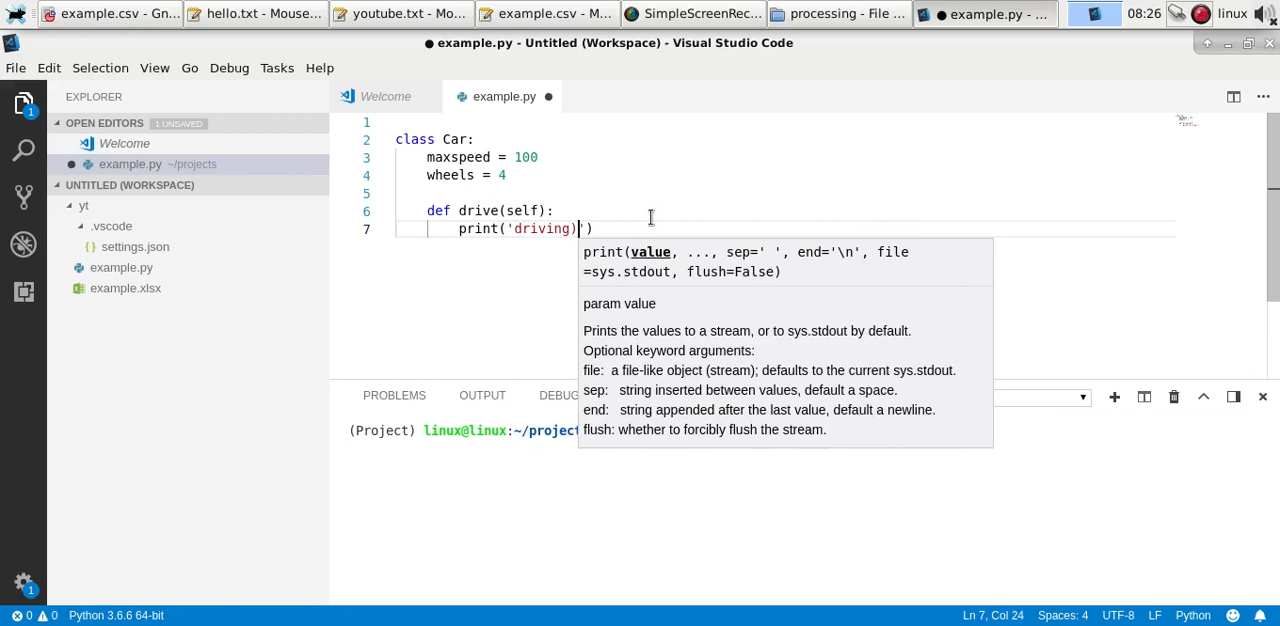 example.csv - Gn...
hello.txt - Mouse...
youtube.txt - Mo...
example.csv - M...
SimpleScreenRec...
processing - File ...
● example.py - ...
08:26
linux
● example.py - Untitled (Workspace) - Visual Studio Code
File Edit Selection View Go Debug Tasks Help
EXPLORER
Welcome
example.py ●
OPEN EDITORS 1 UNSAVED
Welcome
● example.py ~/projects
UNTITLED (WORKSPACE)
yt
.vscode
{} settings.json
example.py
example.xlsx
1
1
1
2 class Car:
3 maxspeed = 100
4 wheels = 4
5
6 def drive(self):
7 print('driving)')
print(value, ..., sep=' ', end='\n', file
=sys.stdout, flush=False)
param value
Prints the values to a stream, or to sys.stdout by default.
Optional keyword arguments:
file: a file-like object (stream); defaults to the current sys.stdout.
sep: string inserted between values, default a space.
end: string appended after the last value, default a newline.
flush: whether to forcibly flush the stream.
PROBLEMS OUTPUT DEBUG
(Project) linux@linux:~/project
0 0 Python 3.6.6 64-bit
Ln 7, Col 24 Spaces: 4 UTF-8 LF Python